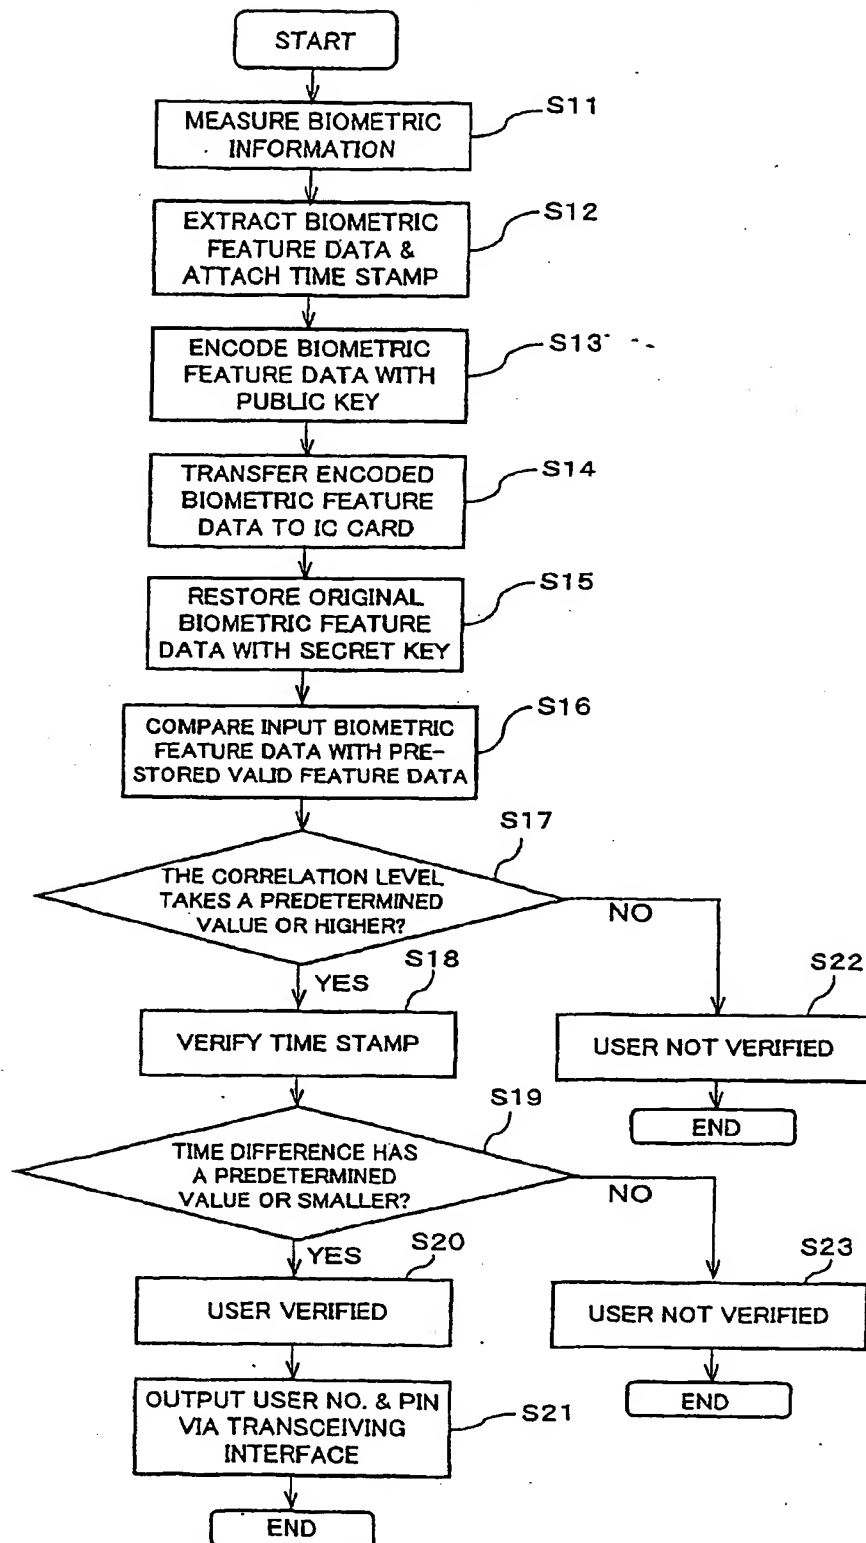 START
MEASURE BIOMETRIC
INFORMATION
S11
EXTRACT BIOMETRIC
FEATURE DATA &
ATTACH TIME STAMP
S12
ENCODE BIOMETRIC
FEATURE DATA WITH
PUBLIC KEY
S13
TRANSFER ENCODED
BIOMETRIC FEATURE
DATA TO IC CARD
S14
RESTORE ORIGINAL
BIOMETRIC FEATURE
DATA WITH SECRET KEY
S15
COMPARE INPUT BIOMETRIC
FEATURE DATA WITH PRE-
STORED VALID FEATURE DATA
S16
THE CORRELATION LEVEL
TAKES A PREDETERMINED
VALUE OR HIGHER?
S17
NO
YES
S18
VERIFY TIME STAMP
S22
USER NOT VERIFIED
END
S19
TIME DIFFERENCE HAS
A PREDETERMINED
VALUE OR SMALLER?
NO
YES
S20
USER VERIFIED
S23
USER NOT VERIFIED
END
OUTPUT USER NO. & PIN
VIA TRANSCEIVING
INTERFACE
S21
END